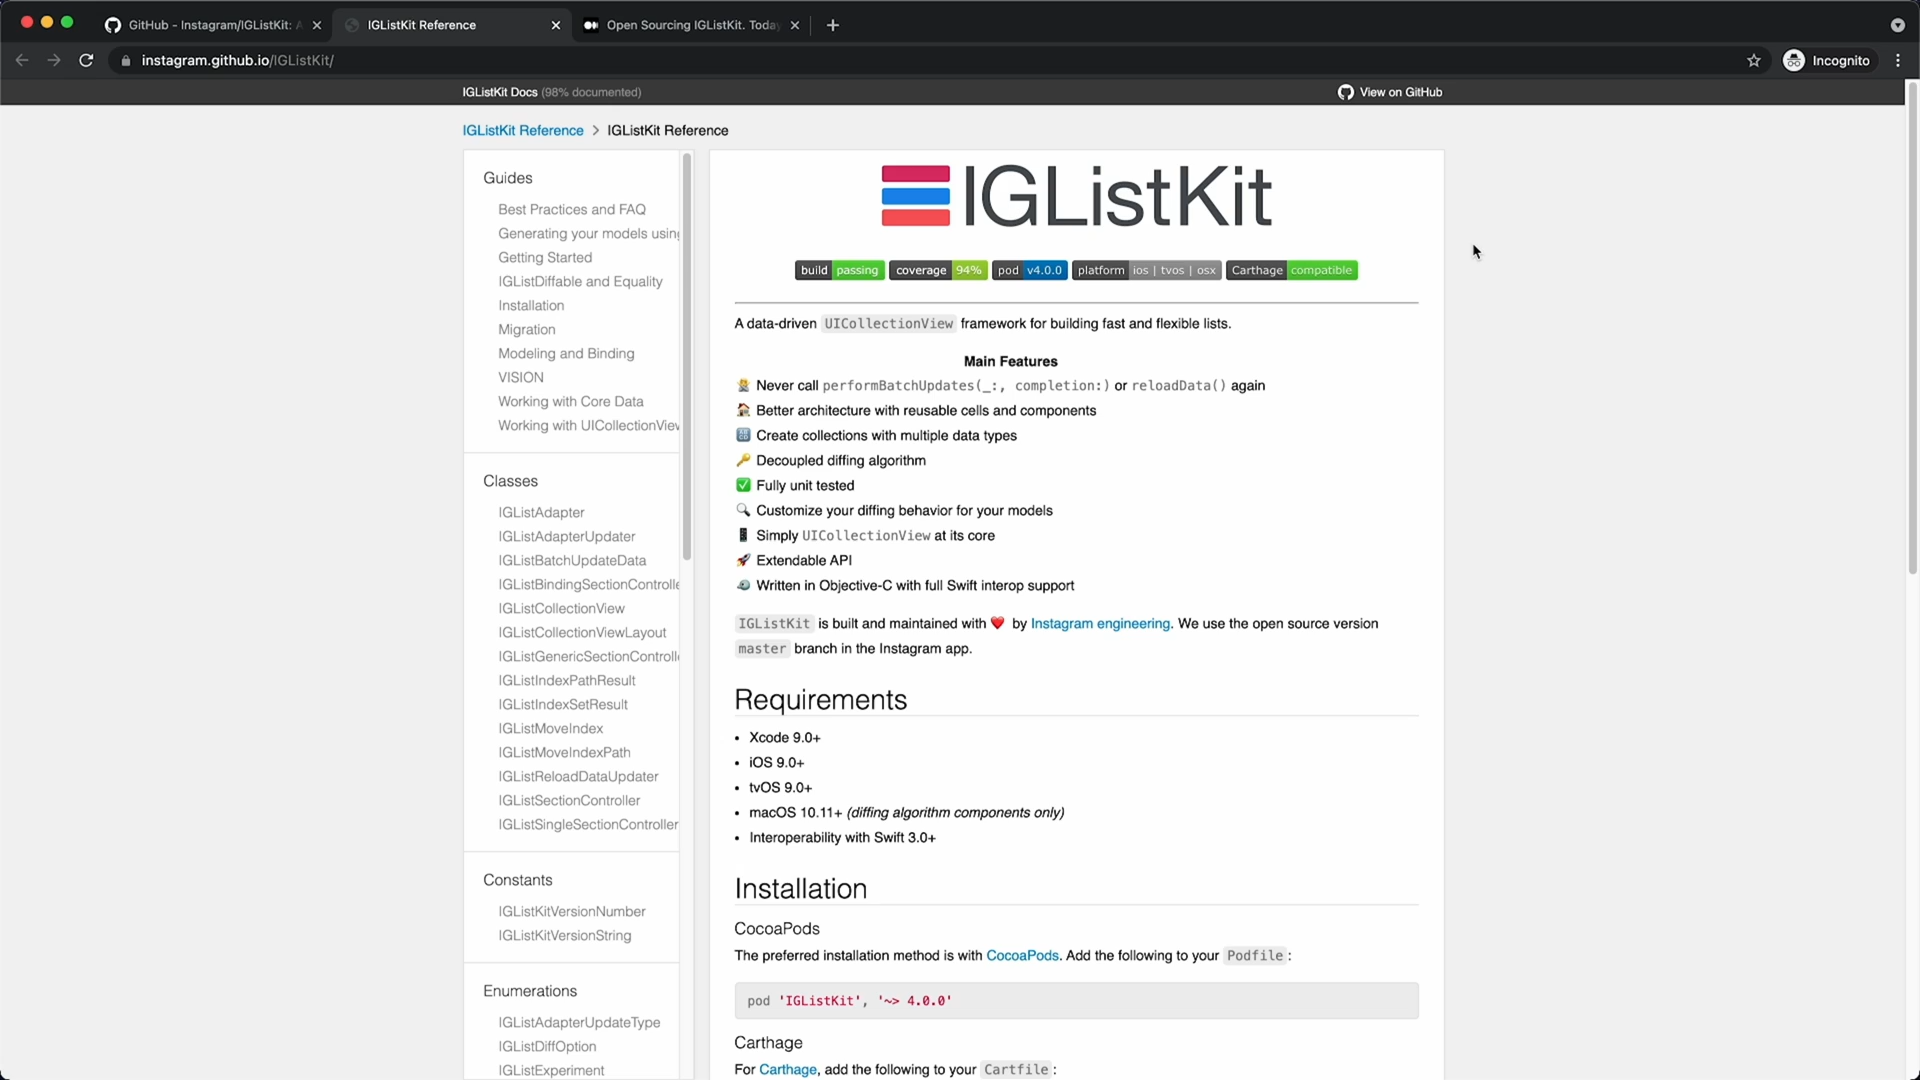 GitHub - Instagram/IGListKit: A
IGListKit Reference
Open Sourcing IGListKit. Today
instagram.github.io/IGListKit/
Incognito
IGListKit Docs (98% documented)
View on GitHub
IGListKit Reference > IGListKit Reference
Guides
Best Practices and FAQ
Generating your models using
Getting Started
IGListDiffable and Equality
Installation
Migration
Modeling and Binding
VISION
Working with Core Data
Working with UICollectionView
Classes
IGListAdapter
IGListAdapterUpdater
IGListBatchUpdateData
IGListBindingSectionControlle
IGListCollectionView
IGListCollectionViewLayout
IGListGenericSectionControlle
IGListIndexPathResult
IGListIndexSetResult
IGListMoveIndex
IGListMoveIndexPath
IGListReloadDataUpdater
IGListSectionController
IGListSingleSectionController
Constants
IGListKitVersionNumber
IGListKitVersionString
Enumerations
IGListAdapterUpdateType
IGListDiffOption
IGListExperiment
IGListKit
build passing coverage 94% pod v4.0.0 platform ios | tvos | osx Carthage compatible
A data-driven UICollectionView framework for building fast and flexible lists.
Main Features
Never call performBatchUpdates(_:, completion:) or reloadData() again
Better architecture with reusable cells and components
Create collections with multiple data types
Decoupled diffing algorithm
Fully unit tested
Customize your diffing behavior for your models
Simply UICollectionView at its core
Extendable API
Written in Objective-C with full Swift interop support
IGListKit is built and maintained with ❤️ by Instagram engineering. We use the open source version
master branch in the Instagram app.
Requirements
• Xcode 9.0+
• iOS 9.0+
• tvOS 9.0+
• macOS 10.11+ (diffing algorithm components only)
• Interoperability with Swift 3.0+
Installation
CocoaPods
The preferred installation method is with CocoaPods. Add the following to your Podfile:
pod 'IGListKit', '~> 4.0.0'
Carthage
For Carthage, add the following to your Cartfile: